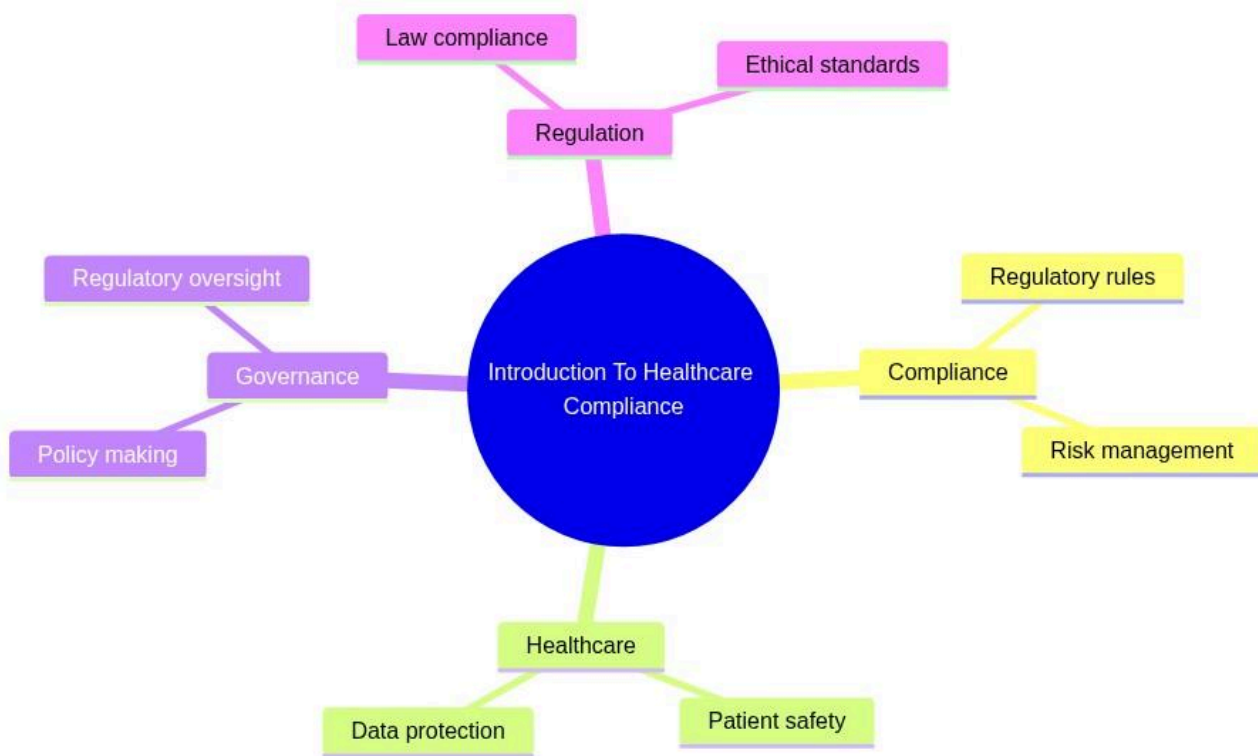 Law compliance
Ethical standards
Regulation
Regulatory oversight
Regulatory rules
Governance
Introduction To Healthcare
Compliance
Compliance
Policy making
Risk management
Healthcare
Data protection
Patient safety